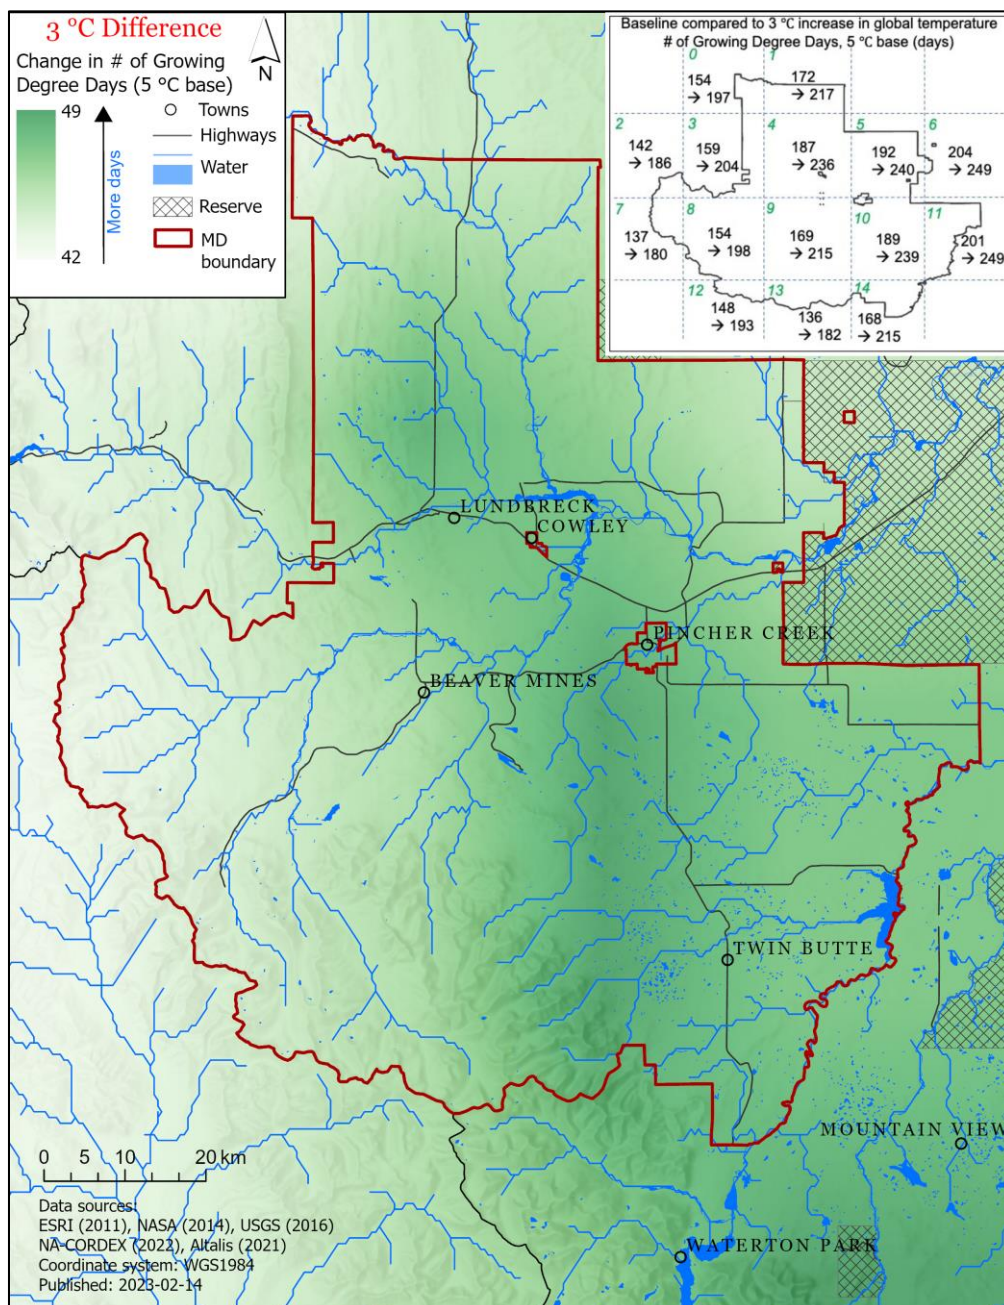 3 °C Difference
Change in # of Growing
Degree Days (5 °C base)
49
42
More days
N
Towns
Highways
Water
Reserve
MD
boundary
Baseline compared to 3 °C increase in global temperature
# of Growing Degree Days, 5 °C base (days)
0
1
154
→ 197
172
→ 217
2
3
4
5
6
142
→ 186
159
→ 204
187
→ 236
192
→ 240
204
→ 249
7
8
9
10
11
137
→ 180
154
→ 198
169
→ 215
189
→ 239
201
→ 249
12
13
14
148
→ 193
136
→ 182
168
→ 215
LUNDBRECK
COWLEY
PINCHER CREEK
BEAVER MINES
TWIN BUTTE
MOUNTAIN VIEW
WATERTON PARK
0 5 10 20 km
Data sources:
ESRI (2011), NASA (2014), USGS (2016)
NA-CORDEX (2022), Altalis (2021)
Coordinate system: WGS1984
Published: 2023-02-14